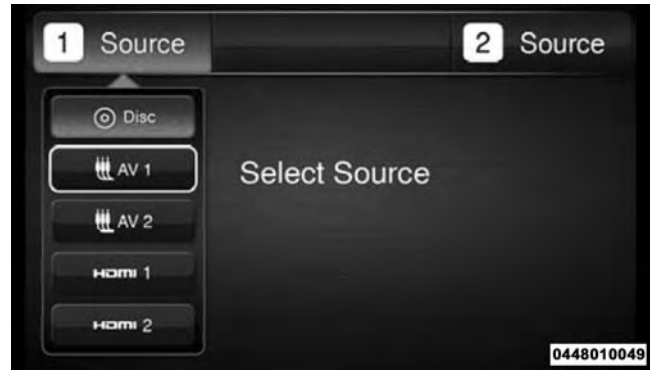 1 Source
2 Source
Disc
AV 1
Select Source
AV 2
HDMI 1
HDMI 2
0448010049